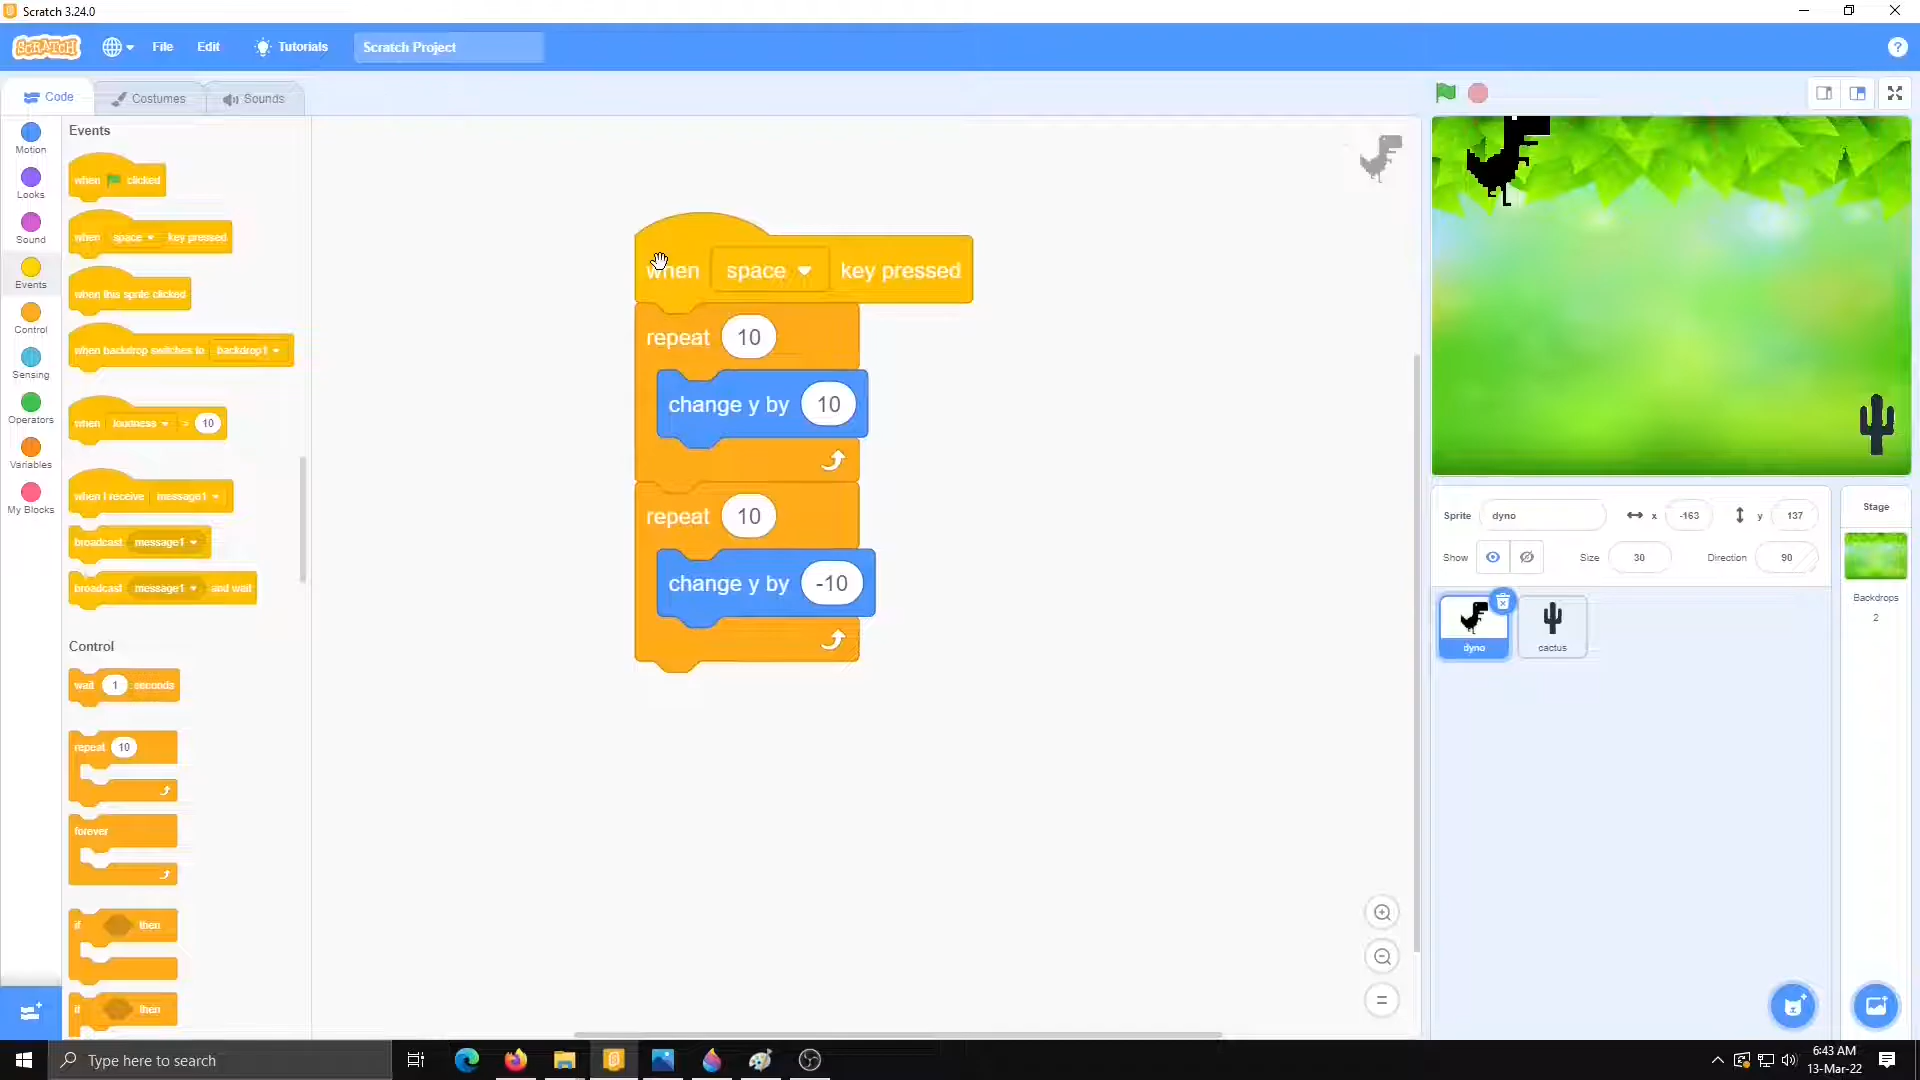 Scratch 3.24.0
SCRATCH
File
Edit
Tutorials
Scratch Project
?
Code
Costumes
Sounds
Motion
Looks
Sound
Events
Control
Sensing
Operators
Variables
My Blocks
Events
when clicked
when space key pressed
when this sprite clicked
when backdrop switches to backdrop1
when loudness > 10
when I receive message1
broadcast message1
broadcast message1 and wait
Control
wait 1 seconds
repeat 10
forever
if then
if then
when space key pressed
repeat 10
change y by 10
repeat 10
change y by -10
Sprite
dyno
x
-163
y
137
Show
Size
30
Direction
90
dyno
cactus
Stage
Backdrops
2
Type here to search
6:43 AM
13-Mar-22